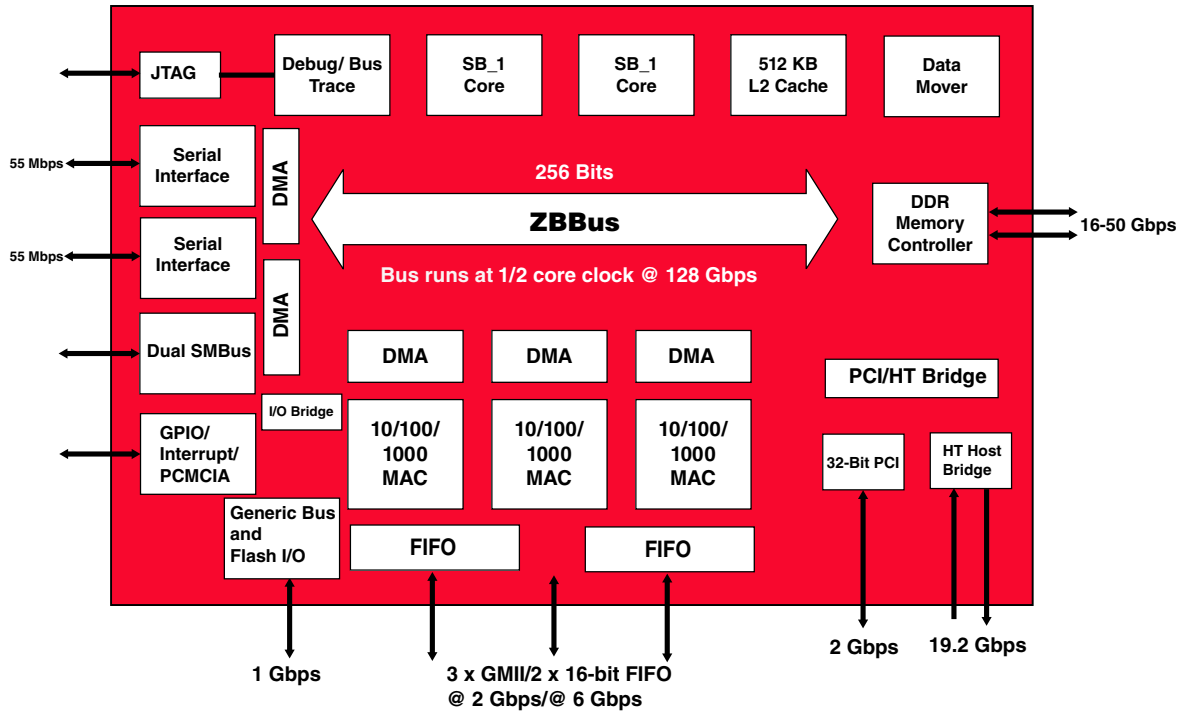 JTAG
Debug/ Bus
Trace
SB_1
Core
SB_1
Core
512 KB
L2 Cache
Data
Mover
55 Mbps
Serial
Interface
DMA
256 Bits
ZBBus
Bus runs at 1/2 core clock @ 128 Gbps
DDR
Memory
Controller
16-50 Gbps
55 Mbps
Serial
Interface
DMA
Dual SMBus
I/O Bridge
GPIO/
Interrupt/
PCMCIA
Generic Bus
and
Flash I/O
DMA
DMA
DMA
10/100/
1000
MAC
10/100/
1000
MAC
10/100/
1000
MAC
FIFO
FIFO
PCI/HT Bridge
32-Bit PCI
HT Host
Bridge
1 Gbps
3 x GMII/2 x 16-bit FIFO
@ 2 Gbps/@ 6 Gbps
2 Gbps
19.2 Gbps